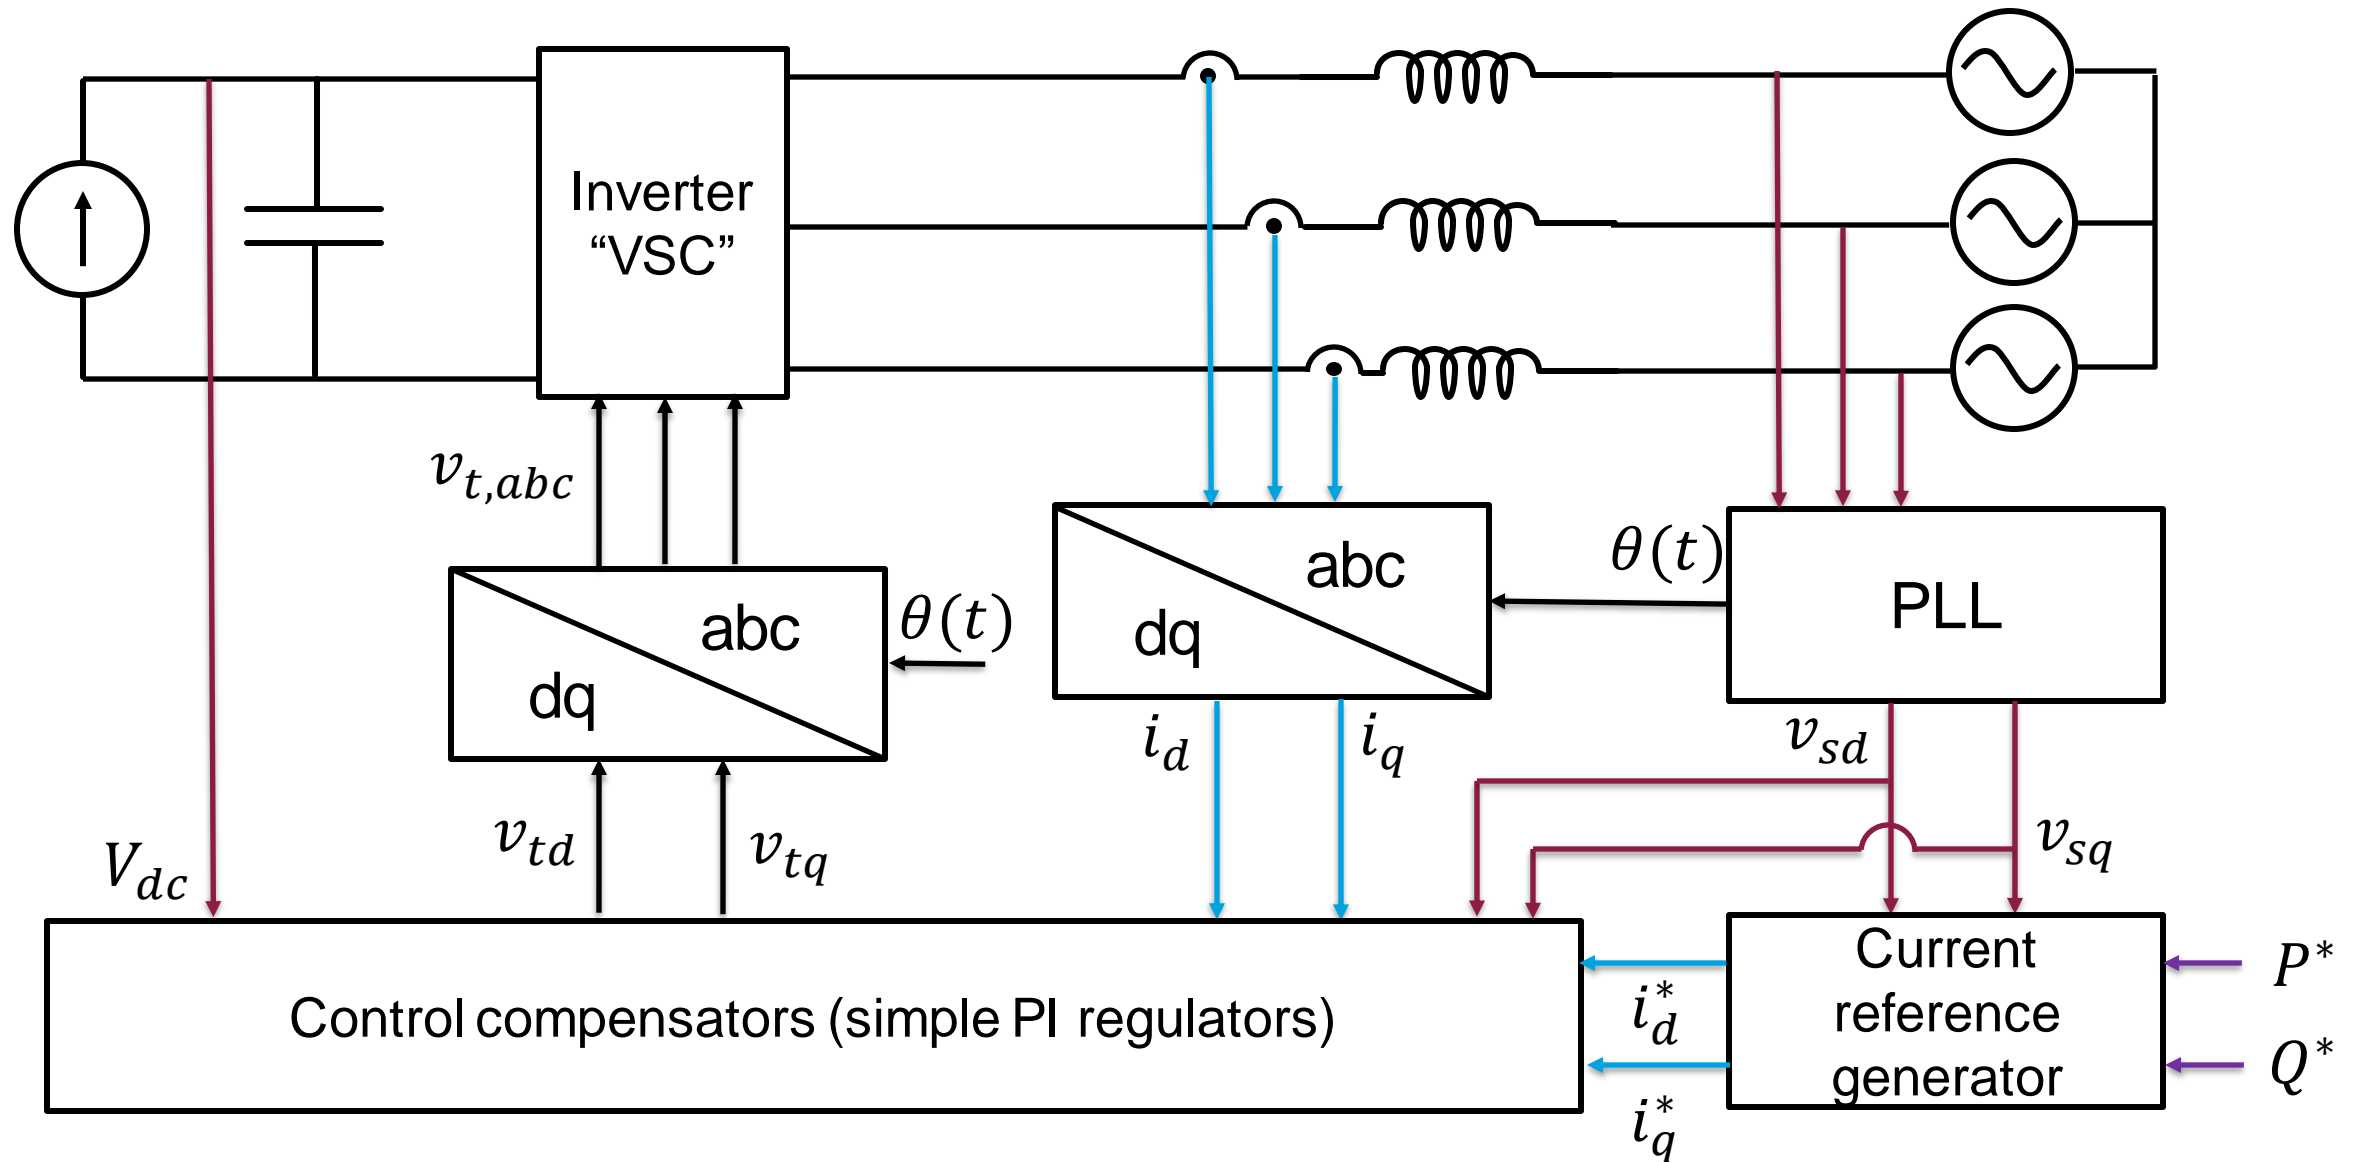 Inverter
“VSC”
v_{t,abc}
θ(t)
abc
PLL
θ(t)
abc
dq
dq
i_d
i_q
v_{sd}
v_{td}
v_{tq}
v_{sq}
V_{dc}
Current
reference
generator
P^*
Control compensators (simple PI regulators)
i_d^*
Q^*
i_q^*